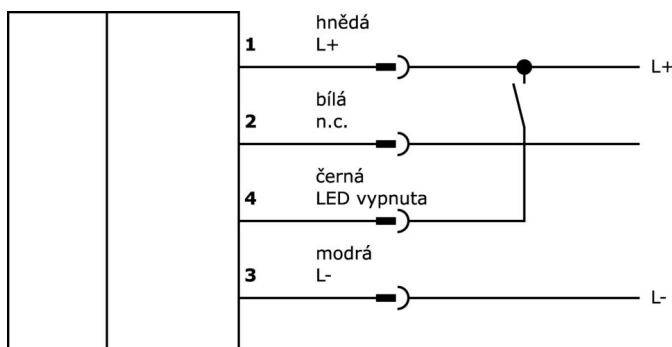 hnědá
1 L+
L+
bílá
2 n.c.
černá
4 LED vypnuta
modrá
3 L-
L-